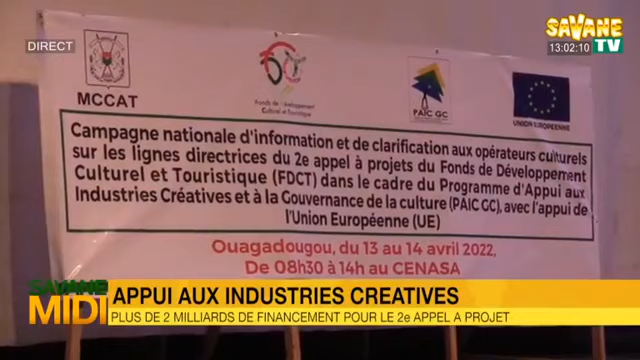 DIRECT
SAVANE
TV
13:02:10
MCCAT
Fonds de Développement
Culturel et Touristique
PAIC GC
UNION EUROPÉENNE
Campagne nationale d'information et de clarification aux opérateurs culturels
sur les lignes directrices du 2e appel à projets du Fonds de Développement
Culturel et Touristique (FDCT) dans le cadre du Programme d'Appui aux
Industries Créatives et à la Gouvernance de la culture (PAIC GC), avec l'appui de
l'Union Européenne (UE)
Ouagadougou, du 13 au 14 avril 2022,
De 08h30 à 14h au CENASA
SAVANE
MIDI
APPUI AUX INDUSTRIES CREATIVES
PLUS DE 2 MILLIARDS DE FINANCEMENT POUR LE 2e APPEL A PROJET